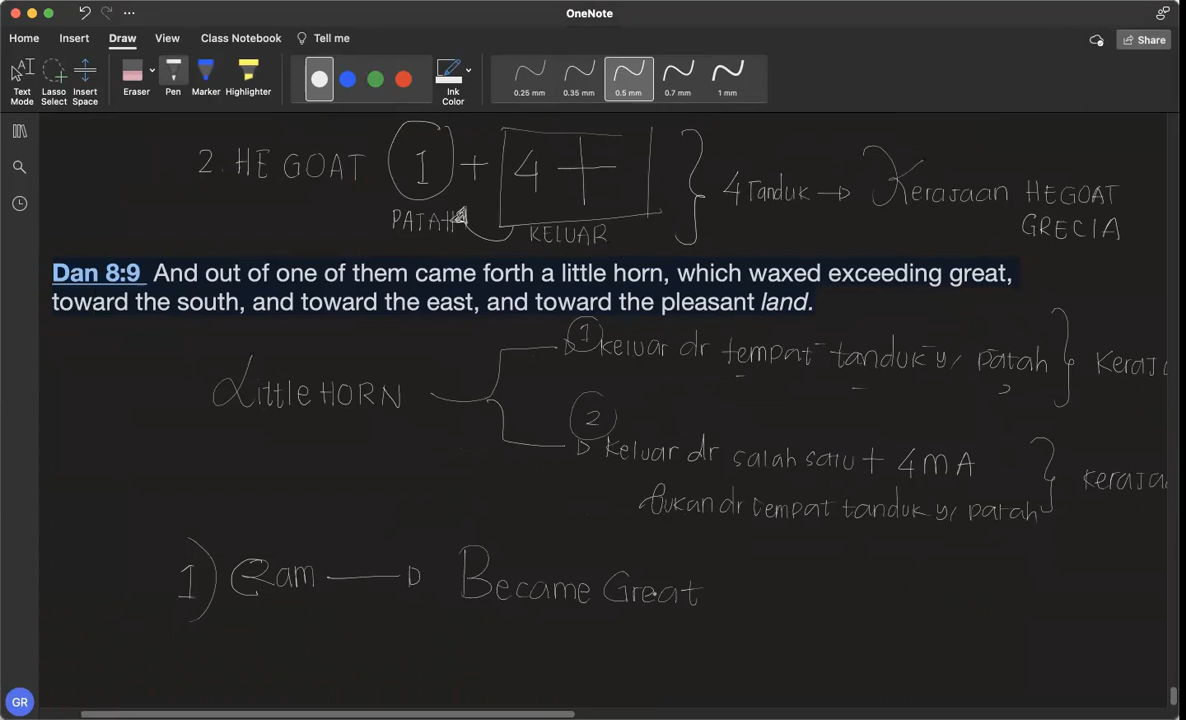 OneNote
Home Insert Draw View Class Notebook Tell me Share
Text Mode
Lasso Select
Insert Space
Eraser
Pen
Marker
Highlighter
Ink Color
0.25 mm 0.35 mm 0.5 mm 0.7 mm 1 mm
2. HE GOAT 1 + 4 } 4 Tanduk → Kerajaan HEGOAT
GRECIA
PATAH KELUAR
Dan 8:9 And out of one of them came forth a little horn, which waxed exceeding great,
toward the south, and toward the east, and toward the pleasant land.
1 keluar dr tempat tanduk y/ patah } Keraja
Little HORN
2
keluar dr salah satu + 4 MA
bukan dr tempat tanduk y/ patah } keraja
1) Ram → Became Great
GR